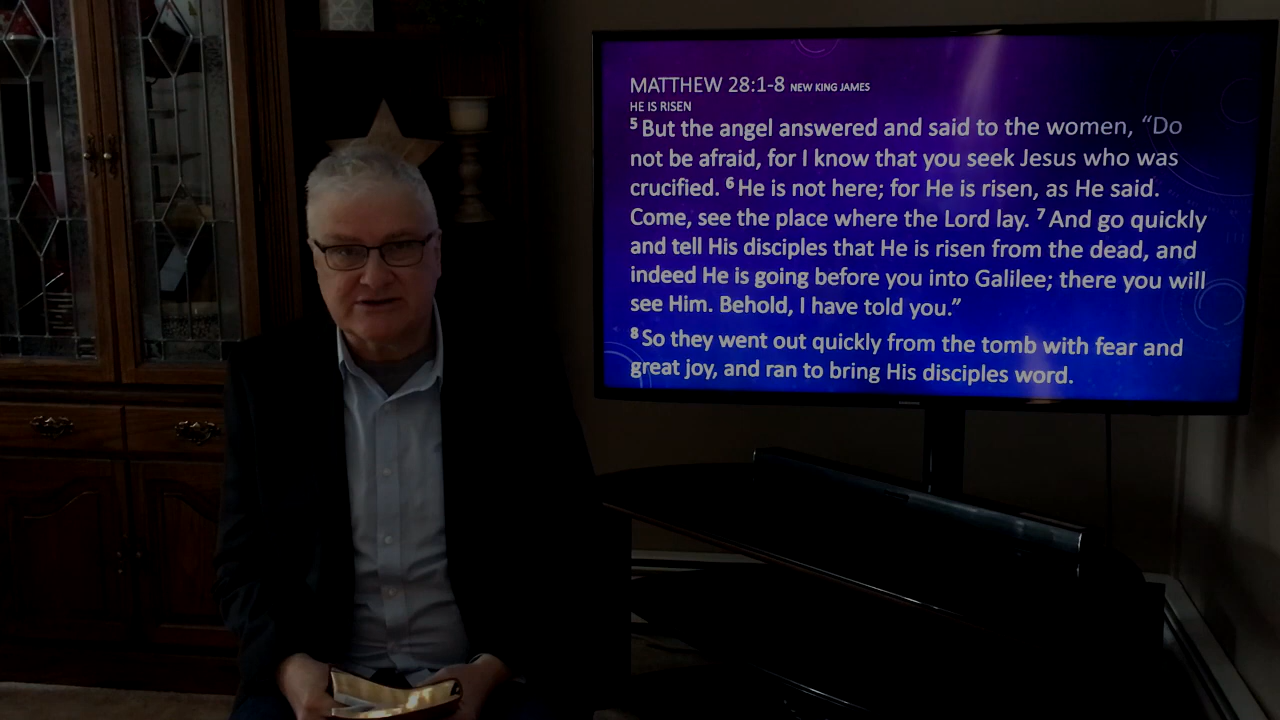 MATTHEW 28:1-8 NEW KING JAMES
HE IS RISEN
5 But the angel answered and said to the women, “Do
not be afraid, for I know that you seek Jesus who was
crucified. 6 He is not here; for He is risen, as He said.
Come, see the place where the Lord lay. 7 And go quickly
and tell His disciples that He is risen from the dead, and
indeed He is going before you into Galilee; there you will
see Him. Behold, I have told you.”
8 So they went out quickly from the tomb with fear and
great joy, and ran to bring His disciples word.